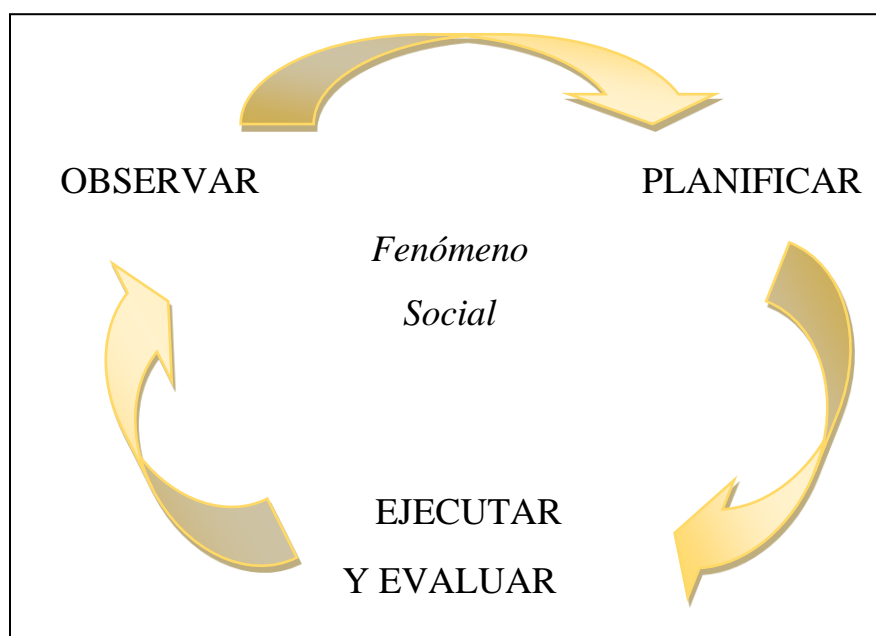 OBSERVAR
PLANIFICAR
Fenómeno
Social
EJECUTAR
Y EVALUAR